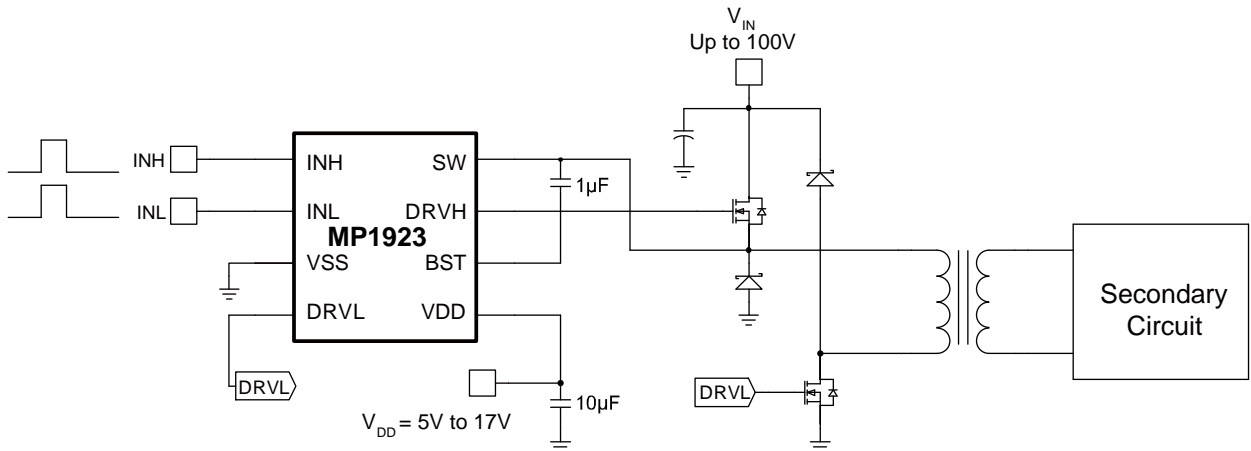 V_IN
Up to 100V
INH
INL
INH
INL
VSS
DRVL
MP1923
SW
DRVH
BST
VDD
1µF
10µF
DRVL
V_DD = 5V to 17V
DRVL
Secondary
Circuit